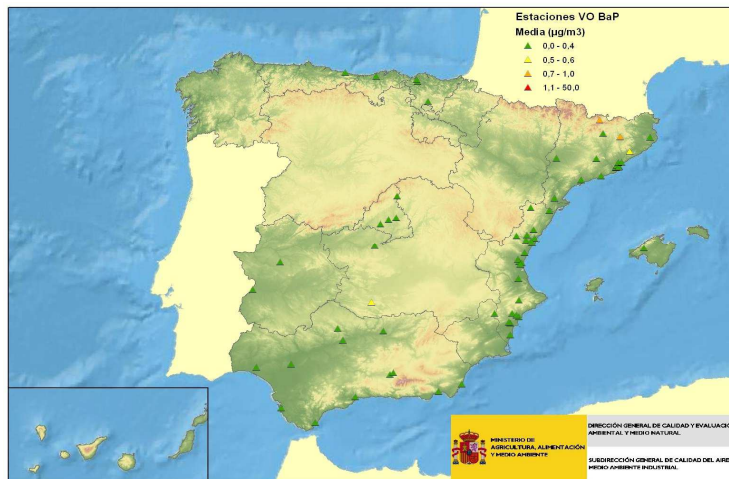 Estaciones VO BaP
Media (µg/m3)
0,0 - 0,4
0,5 - 0,6
0,7 - 1,0
1,1 - 50,0
MINISTERIO DE
AGRICULTURA, ALIMENTACIÓN
Y MEDIO AMBIENTE
DIRECCIÓN GENERAL DE CALIDAD Y EVALUACIÓ
AMBIENTAL Y MEDIO NATURAL
SUBDIRECCIÓN GENERAL DE CALIDAD DEL AIRE
MEDIO AMBIENTE INDUSTRIAL